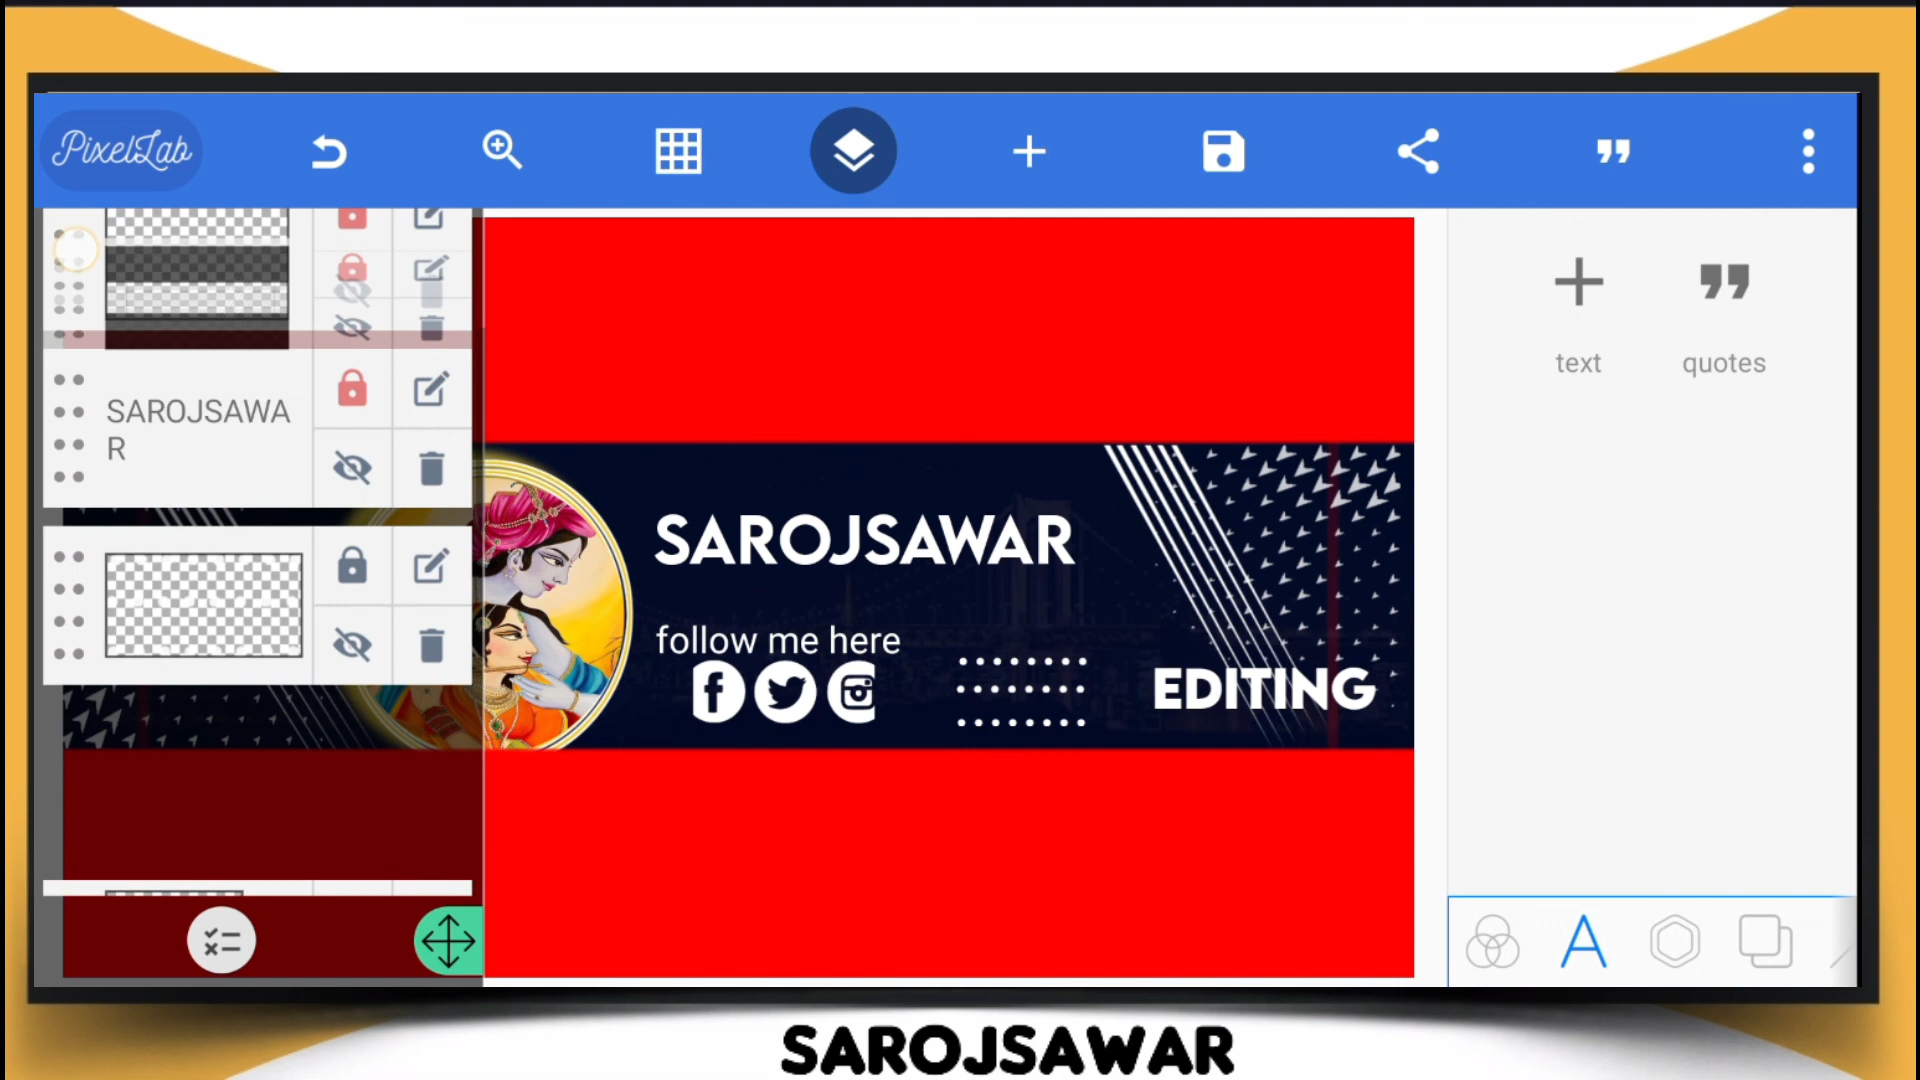 PixelLab
SAROJSAWA
R
SAROJSAWAR
follow me here
EDITING
text
quotes
SAROJSAWAR